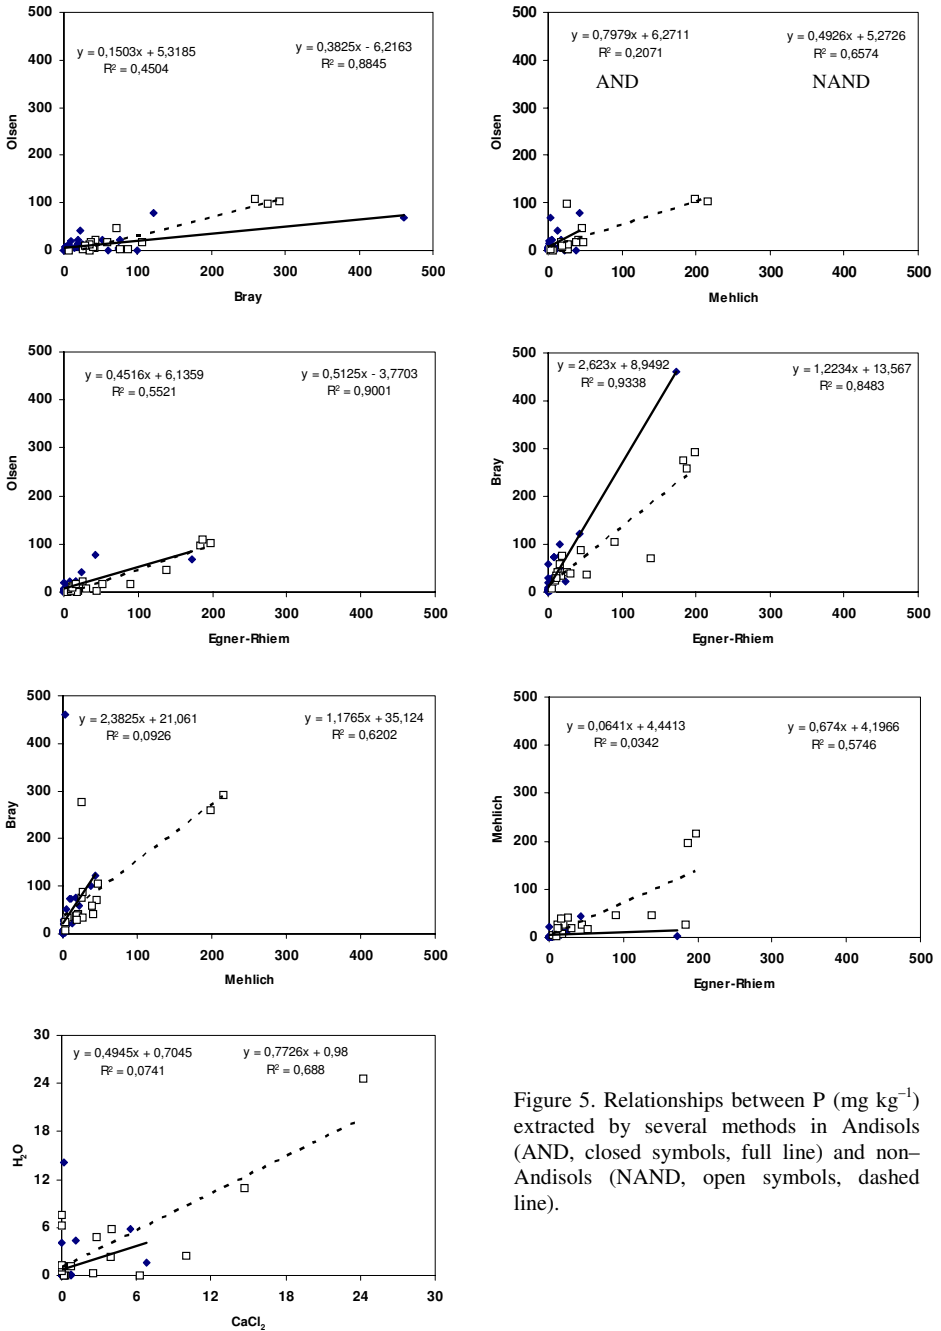 y = 0,1503x + 5,3185
R² = 0,4504
y = 0,3825x - 6,2163
R² = 0,8845
500
400
300
200
100
0
Olsen
0 100 200 300 400 500
Bray
y = 0,7979x + 6,2711
R² = 0,2071
AND
y = 0,4926x + 5,2726
R² = 0,6574
NAND
500
400
300
200
100
0
Olsen
0 100 200 300 400 500
Mehlich
y = 0,4516x + 6,1359
R² = 0,5521
y = 0,5125x - 3,7703
R² = 0,9001
500
400
300
200
100
0
Olsen
0 100 200 300 400 500
Egner-Rhiem
y = 2,623x + 8,9492
R² = 0,9338
y = 1,2234x + 13,567
R² = 0,8483
500
400
300
200
100
0
Bray
0 100 200 300 400 500
Egner-Rhiem
y = 2,3825x + 21,061
R² = 0,0926
y = 1,1765x + 35,124
R² = 0,6202
500
400
300
200
100
0
Bray
0 100 200 300 400 500
Mehlich
y = 0,0641x + 4,4413
R² = 0,0342
y = 0,674x + 4,1966
R² = 0,5746
500
400
300
200
100
0
Mehlich
0 100 200 300 400 500
Egner-Rhiem
y = 0,4945x + 0,7045
R² = 0,0741
y = 0,7726x + 0,98
R² = 0,688
30
24
18
12
6
0
H₂O
0 6 12 18 24 30
CaCl₂
Figure 5. Relationships between P (mg kg⁻¹)
extracted by several methods in Andisols
(AND, closed symbols, full line) and non–
Andisols (NAND, open symbols, dashed
line).